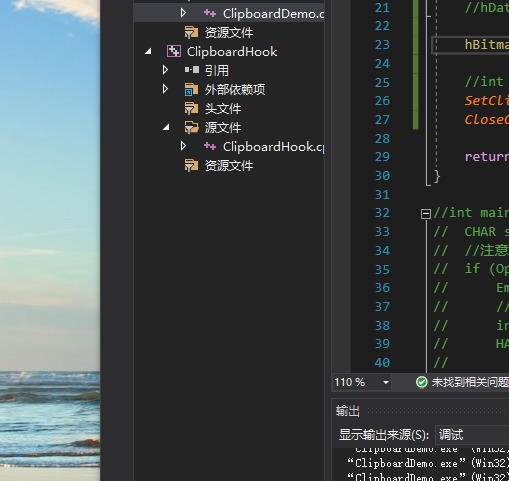 ClipboardDemo.c
资源文件
ClipboardHook
引用
外部依赖项
头文件
源文件
ClipboardHook.cp
资源文件
21 //hDat
22
23 hBitma
24
25 //int
26 SetCli
27 CloseC
28
29 return
30 }
31
32 //int main
33 // CHAR s
34 // //注意
35 // if (Op
36 // Em
37 // //
38 // in
39 // HA
40 //
110 %
未找到相关问题
输出
显示输出来源(S): 调试
“ClipboardDemo.exe” (Win32)
“ClipboardDemo.exe” (Win32)
“ClipboardDemo.exe” (Win32)